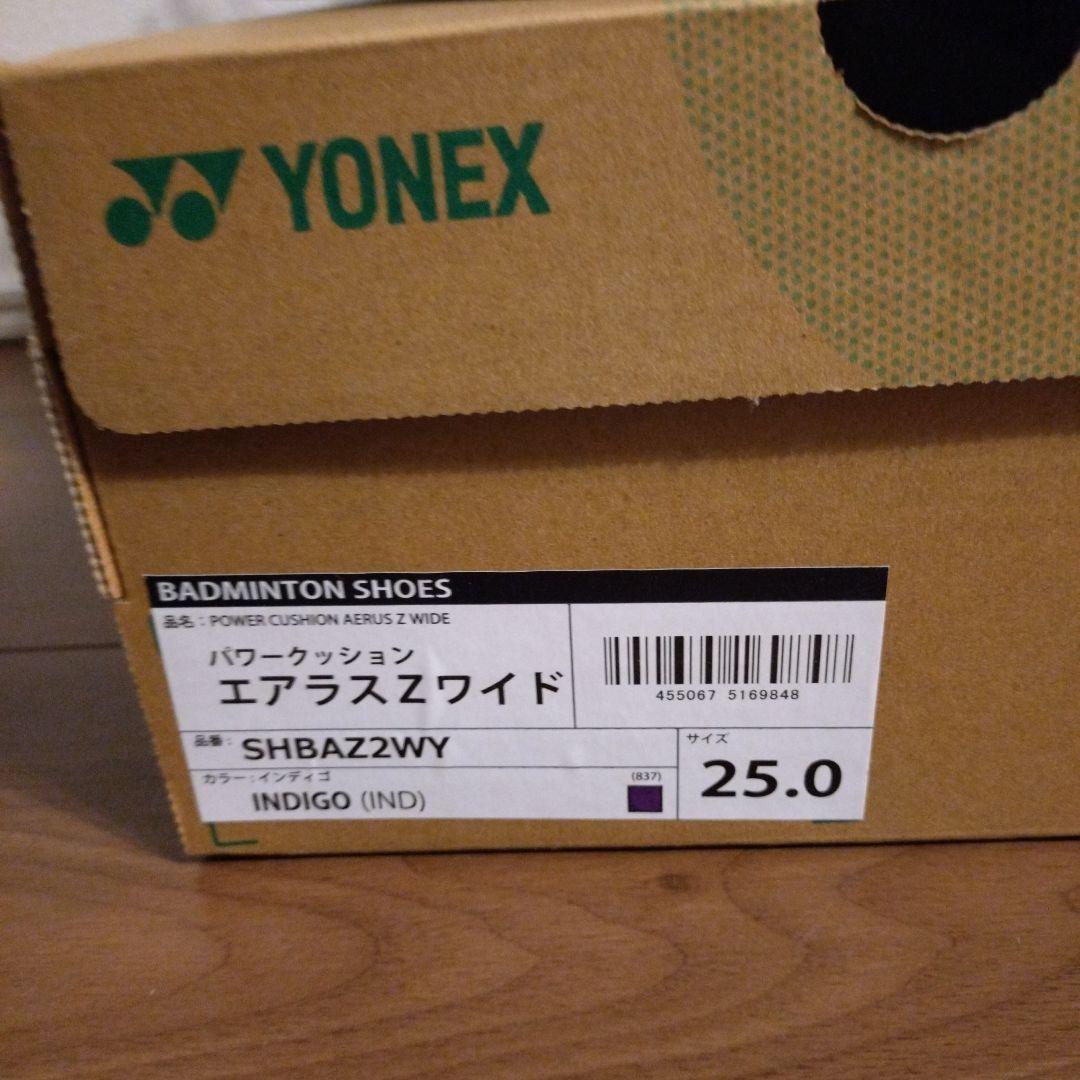 YONEX
BADMINTON SHOES
品名：POWER CUSHION AERUS Z WIDE
パワークッション
エアラスZワイド
455067 5169848
品番：SHBAZ2WY
カラー：インディゴ (837)
INDIGO (IND)
サイズ
25.0